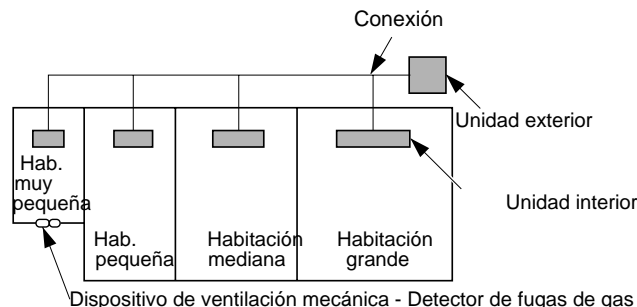 Conexión
Unidad exterior
Hab.
muy
pequeña
Unidad interior
Hab.
pequeña
Habitación
mediana
Habitación
grande
Dispositivo de ventilación mecánica - Detector de fugas de gas